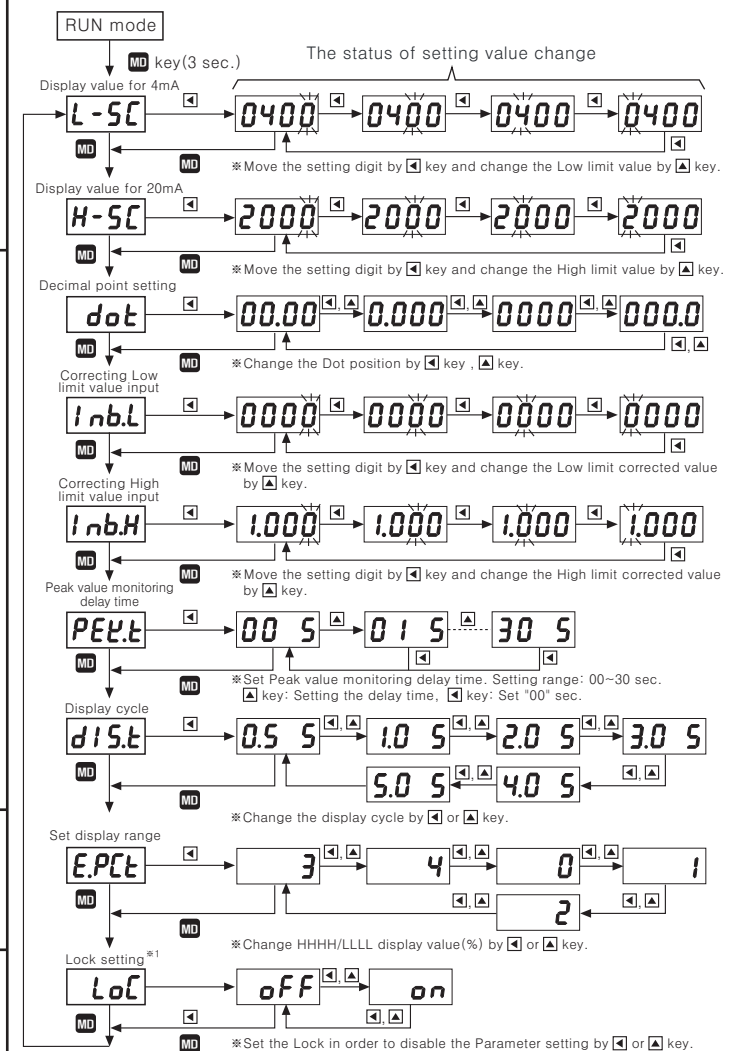 RUN mode
MD key(3 sec.)
The status of setting value change
Display value for 4mA
L-SC ◀ 0400 ◀ 0400 ◀ 0400 ◀ 0400
MD MD ◀
※Move the setting digit by ◀ key and change the Low limit value by ▲ key.
Display value for 20mA
H-SC ◀ 2000 ◀ 2000 ◀ 2000 ◀ 2000
MD MD ◀
※Move the setting digit by ◀ key and change the High limit value by ▲ key.
Decimal point setting
dot ◀ 00.00 ◀, ▲ 0.000 ◀, ▲ 0000 ◀, ▲ 000.0
MD MD ◀, ▲
※Change the Dot position by ◀ key , ▲ key.
Correcting Low
limit value input
Inb.L ◀ 0000 ◀ 0000 ◀ 0000 ◀ 0000
MD MD ◀
※Move the setting digit by ◀ key and change the Low limit corrected value
by ▲ key.
Correcting High
limit value input
Inb.H ◀ 1.000 ◀ 1.000 ◀ 1.000 ◀ 1.000
MD MD ◀
※Move the setting digit by ◀ key and change the High limit corrected value
by ▲ key.
Peak value monitoring
delay time
PEK.t ◀ 00 S ▲ 01 S ▲ 30 S
MD MD ◀ ◀
※Set Peak value monitoring delay time. Setting range: 00~30 sec.
▲ key: Setting the delay time, ◀ key: Set "00" sec.
Display cycle
dIS.t ◀ 0.5 S ◀, ▲ 1.0 S ◀, ▲ 2.0 S ◀, ▲ 3.0 S
MD 5.0 S ◀, ▲ 4.0 S ◀, ▲
MD
※Change the display cycle by ◀ or ▲ key.
Set display range
E.PCt ◀ 3 ◀, ▲ 4 ◀, ▲ 0 ◀, ▲ 1
MD ◀, ▲ 2 ◀, ▲
MD
※Change HHHH/LLLL display value(%) by ◀ or ▲ key.
Lock setting※1
LoC oFF ◀, ▲ on
MD ◀ ◀, ▲
MD ※Set the Lock in order to disable the Parameter setting by ◀ or ▲ key.